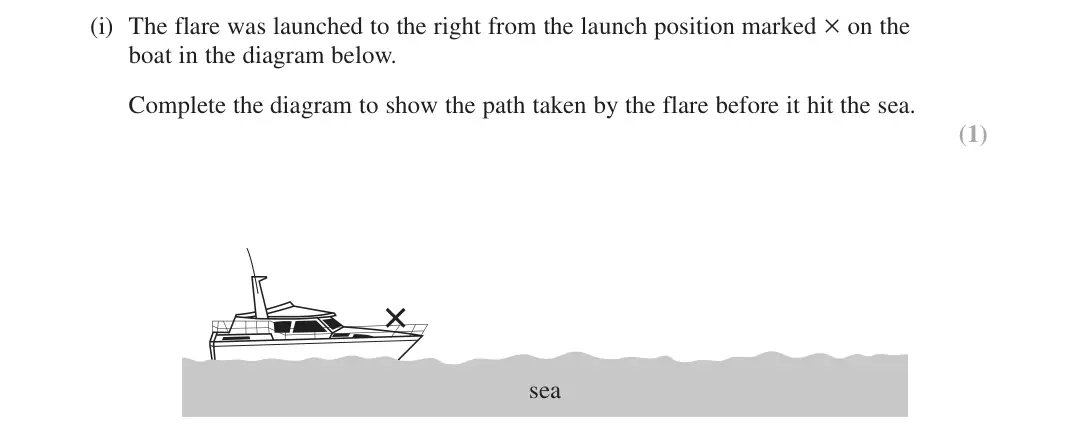 (i) The flare was launched to the right from the launch position marked × on the
boat in the diagram below.
Complete the diagram to show the path taken by the flare before it hit the sea.
(1)
sea